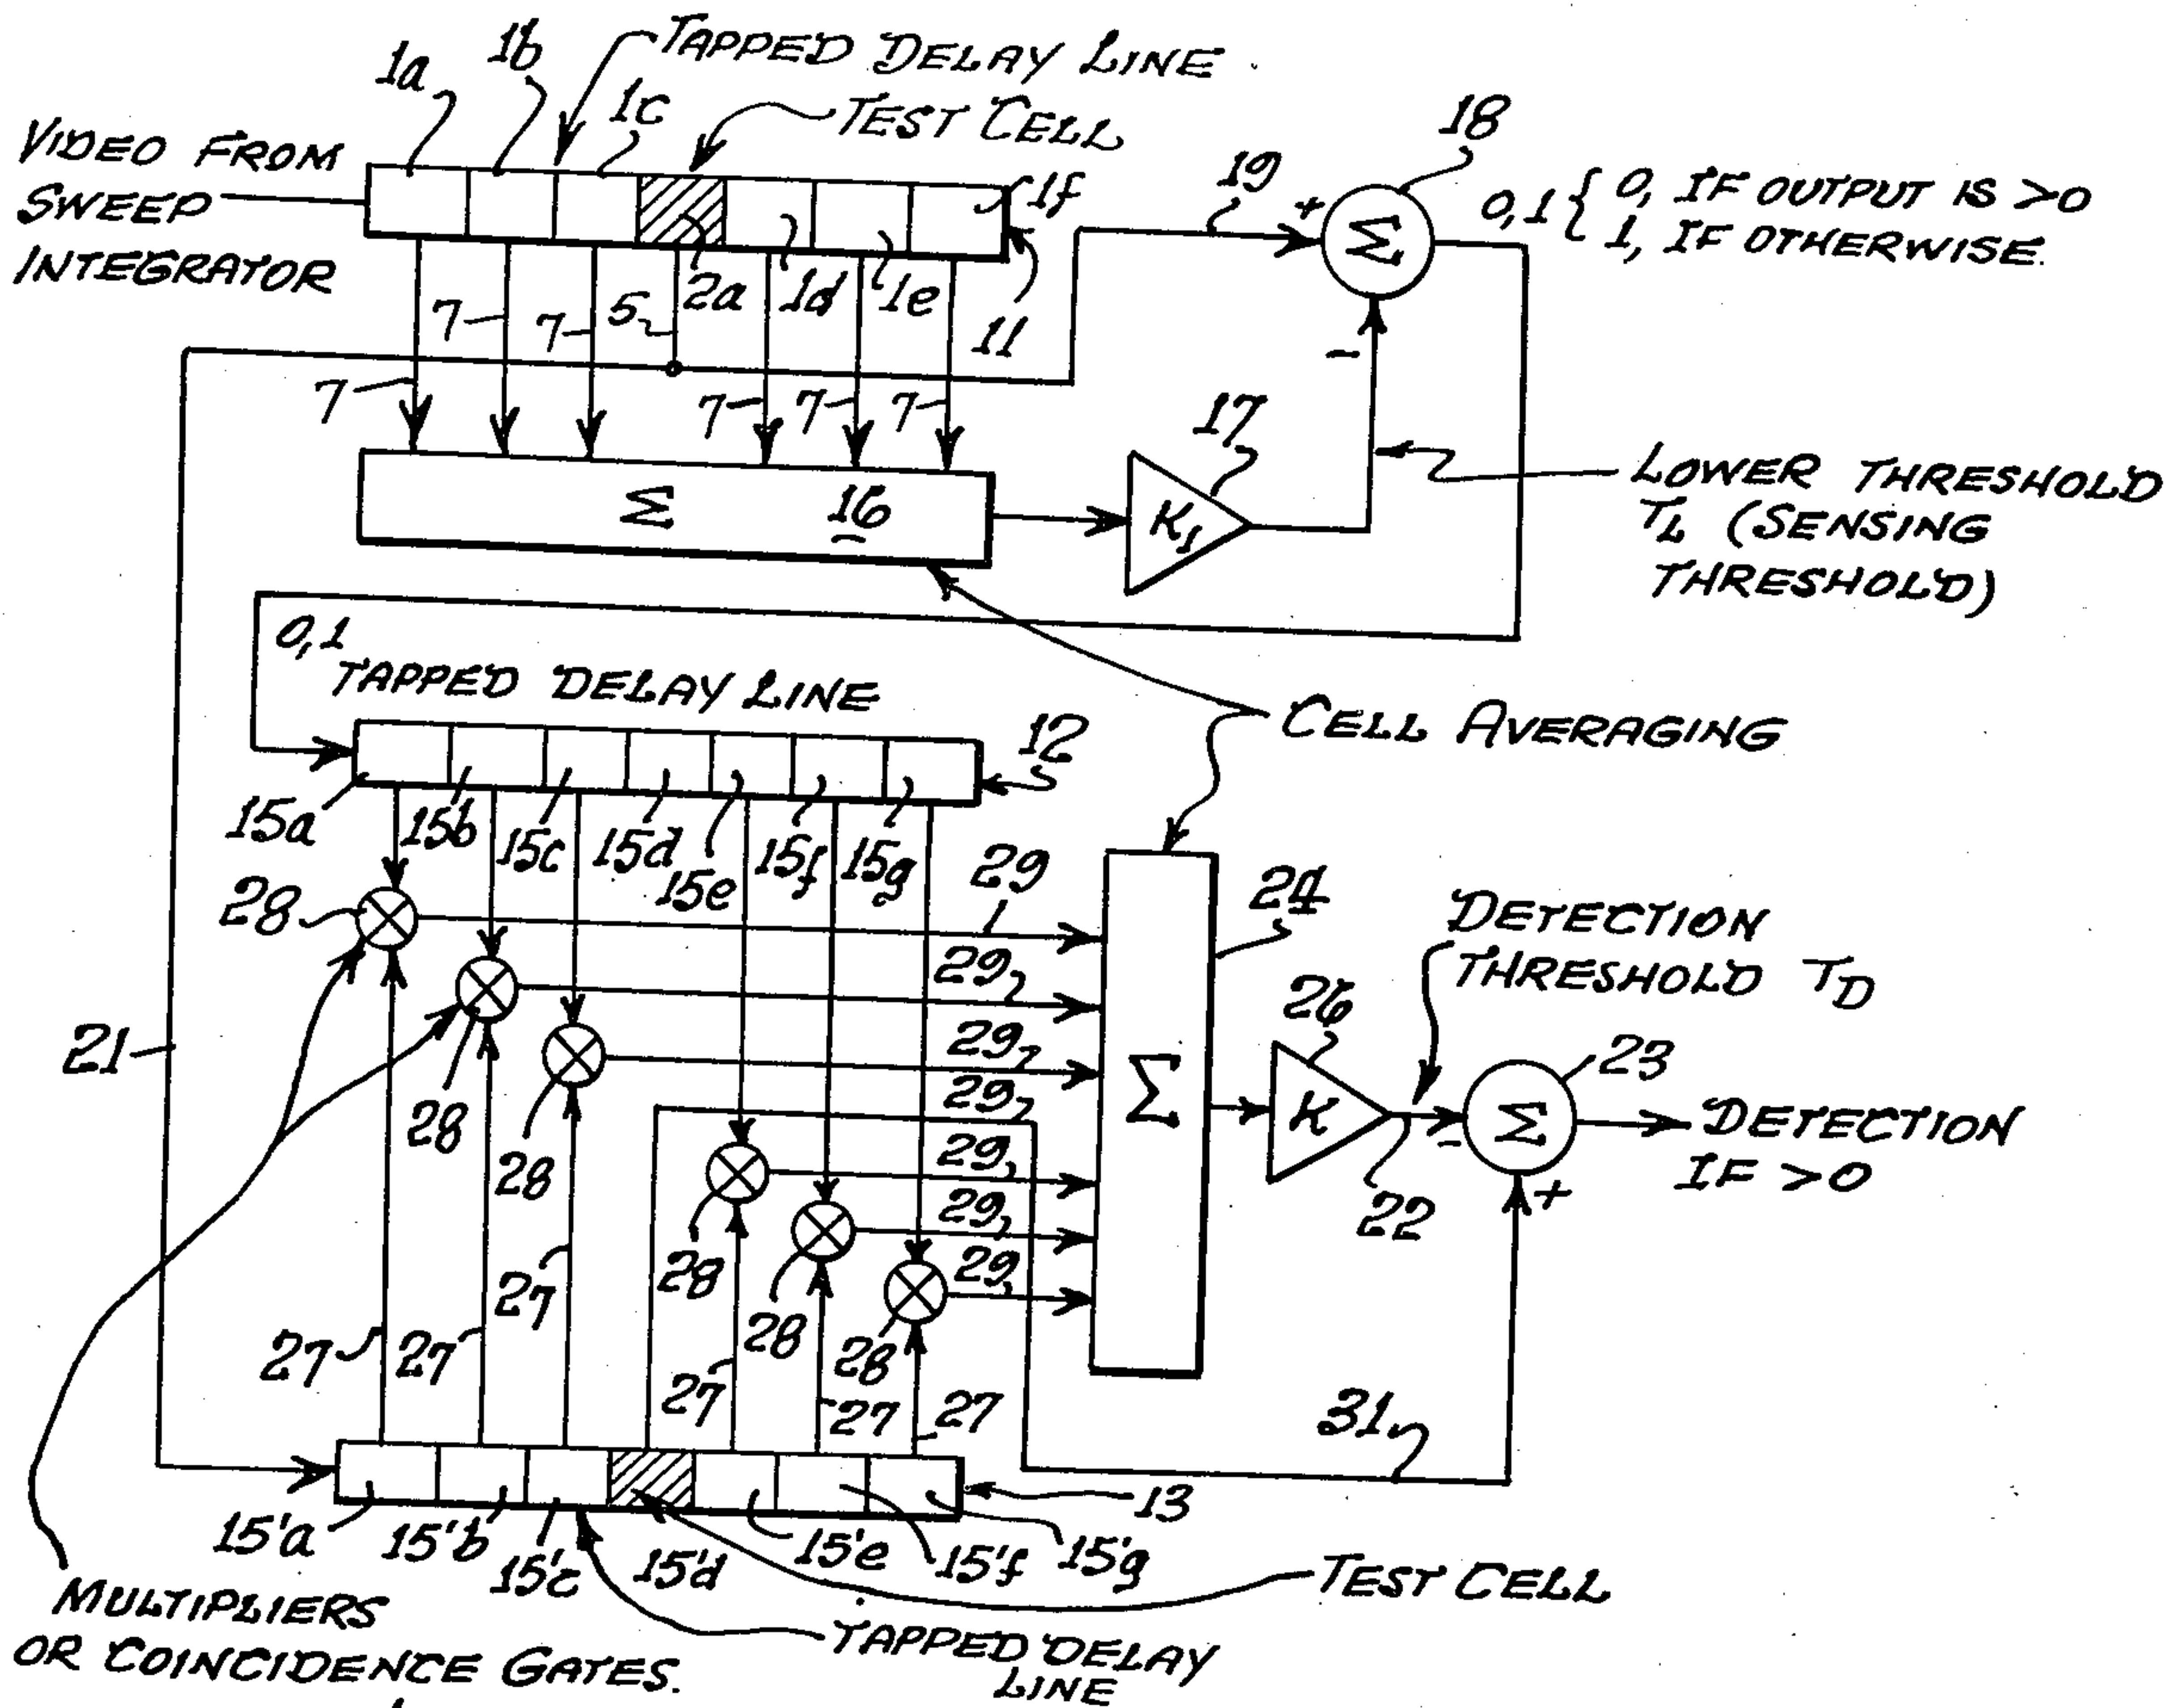 TAPPED DELAY LINE
1a
1b
1c
TEST CELL
18
VIDEO FROM
SWEEP
INTEGRATOR
1f
19
+
Σ
0,1 { 0, IF OUTPUT IS >0
1, IF OTHERWISE.
7
7
5
2a
1d
1e
11
-
7
7
7
7
17
Σ 16
K1
LOWER THRESHOLD
TL (SENSING
THRESHOLD)
0,1
TAPPED DELAY LINE
12
CELL AVERAGING
15a
15b
15c
15d
15e
15f
15g
29
24
28
29
DETECTION
THRESHOLD TD
26
21
28
29
28
29
Σ
K
-
Σ
23
DETECTION
IF >0
29
+
22
28
29
27
28
29
28
27
27
27
27
27
31
13
15'a
15'b
15'c
15'd
15'e
15'f
15'g
TEST CELL
MULTIPLIERS
OR COINCIDENCE GATES.
TAPPED DELAY
LINE